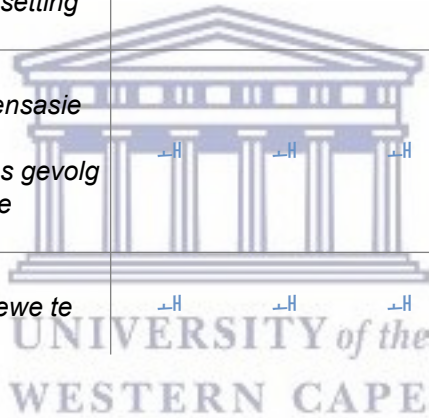 setting
ensasie
s gevolg
e
ewe te
UNIVERSITY of the
WESTERN CAPE